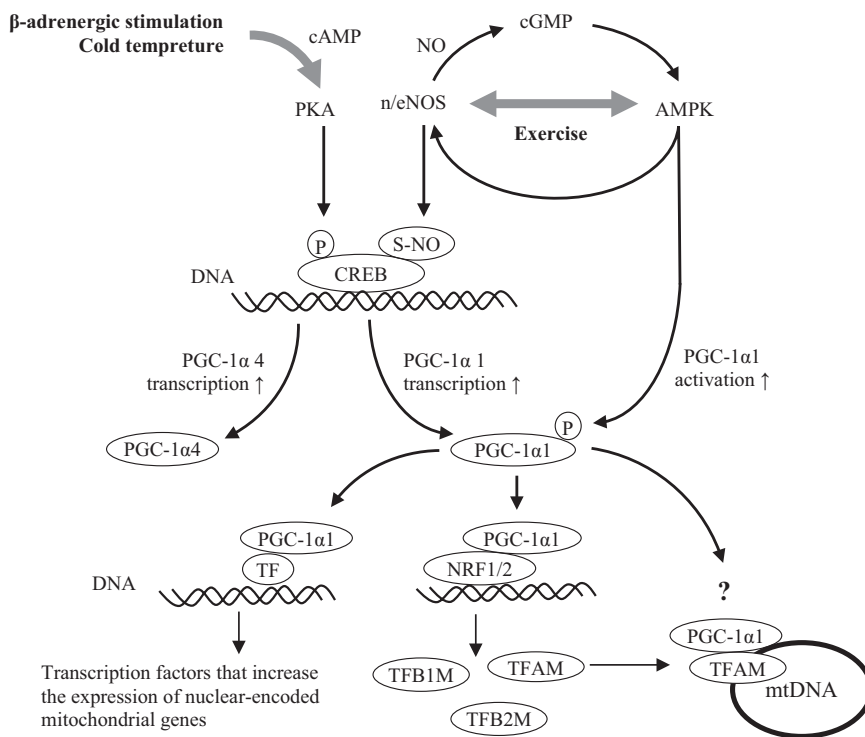 β-adrenergic stimulation
Cold tempreture
cAMP
NO
cGMP
PKA
n/eNOS
AMPK
Exercise
P
S-NO
CREB
DNA
PGC-1α 4
transcription ↑
PGC-1α 1
transcription ↑
PGC-1α1
activation ↑
P
PGC-1α4
PGC-1α1
PGC-1α1
TF
DNA
PGC-1α1
NRF1/2
?
PGC-1α1
TFAM
mtDNA
Transcription factors that increase
the expression of nuclear-encoded
mitochondrial genes
TFB1M
TFAM
TFB2M